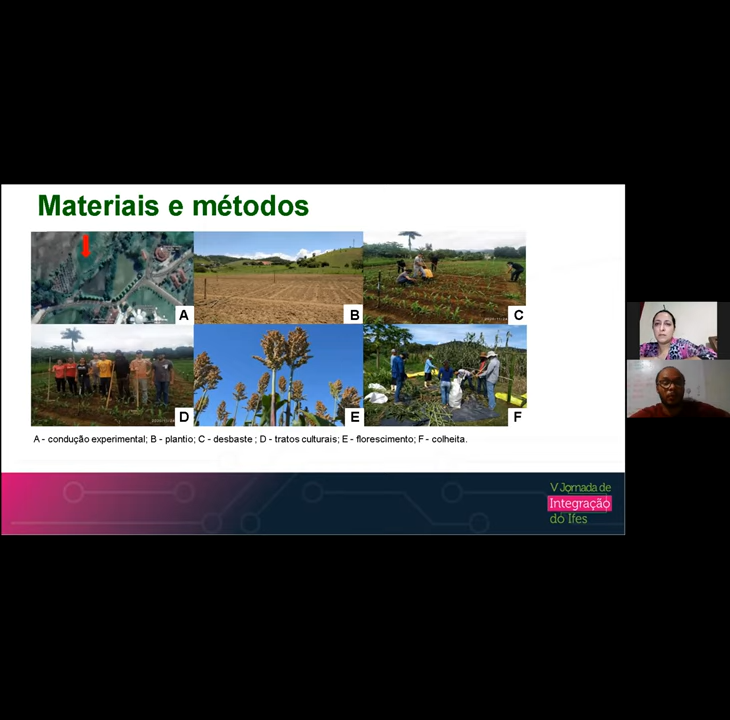 Materiais e métodos
A
B
C
D
E
F
A - condução experimental; B - plantio; C - desbaste ; D - tratos culturais; E - florescimento; F - colheita.
V Jornada de
Integração
do Ifes